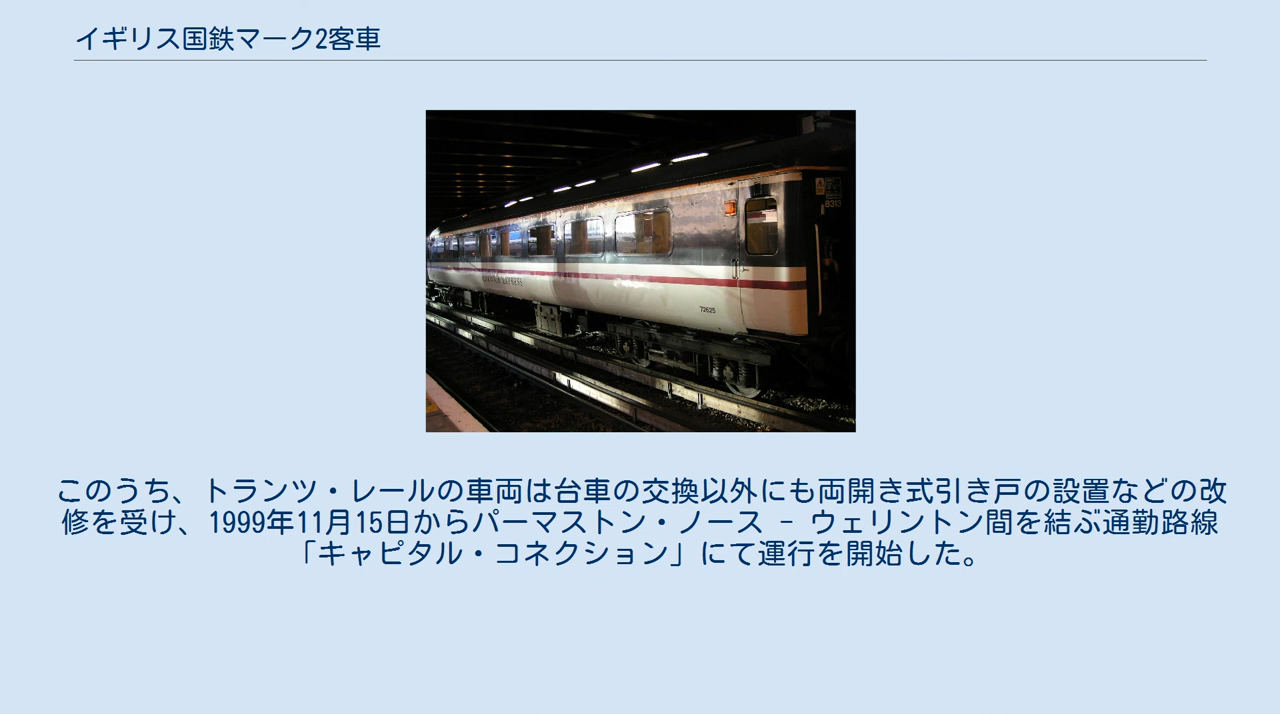 イギリス国鉄マーク2客車
8313
72625
このうち、トランツ・レールの車両は台車の交換以外にも両開き式引き戸の設置などの改
修を受け、1999年11月15日からパーマストン・ノース - ウェリントン間を結ぶ通勤路線
「キャピタル・コネクション」にて運行を開始した。